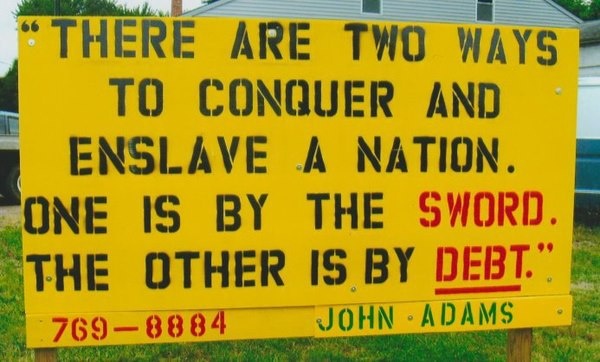 “THERE ARE TWO WAYS
TO CONQUER AND
ENSLAVE A NATION.
ONE IS BY THE SWORD.
THE OTHER IS BY DEBT.”
769-8884 JOHN ADAMS